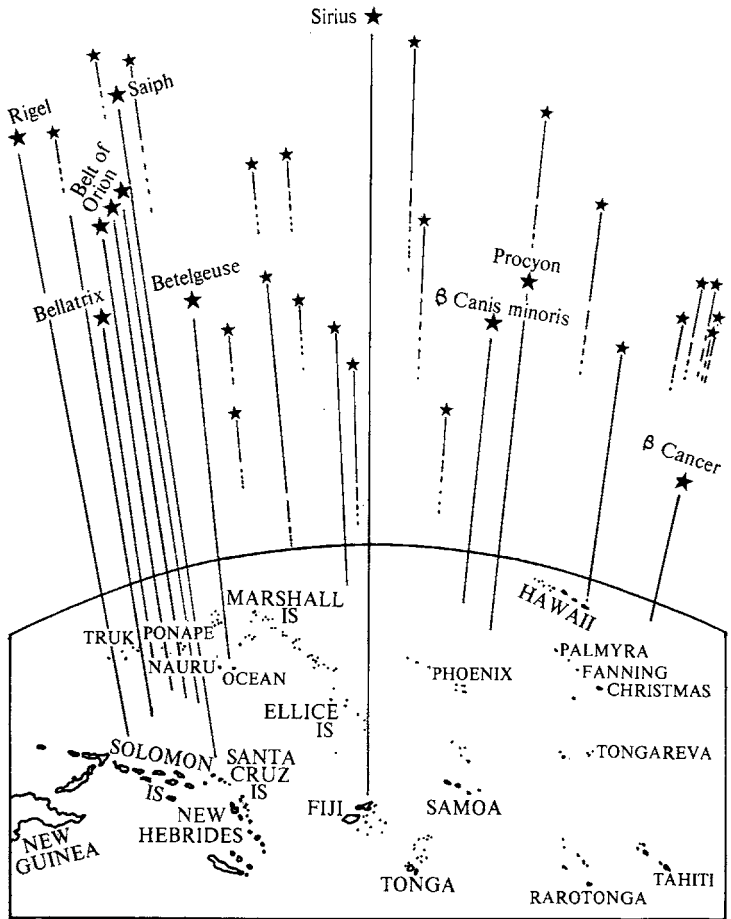 Sirius
Saiph
Rigel
Belt of
Orion
Procyon
Betelgeuse
β Canis minoris
Bellatrix
β Cancer
HAWAII
MARSHALL
IS
TRUK
PONAPE
NAURU
OCEAN
PHOENIX
PALMYRA
FANNING
CHRISTMAS
ELLICE
IS
SOLOMON
IS
SANTA
CRUZ
IS
TONGAREVA
NEW
HEBRIDES
FIJI
SAMOA
NEW
GUINEA
TONGA
RAROTONGA
TAHITI